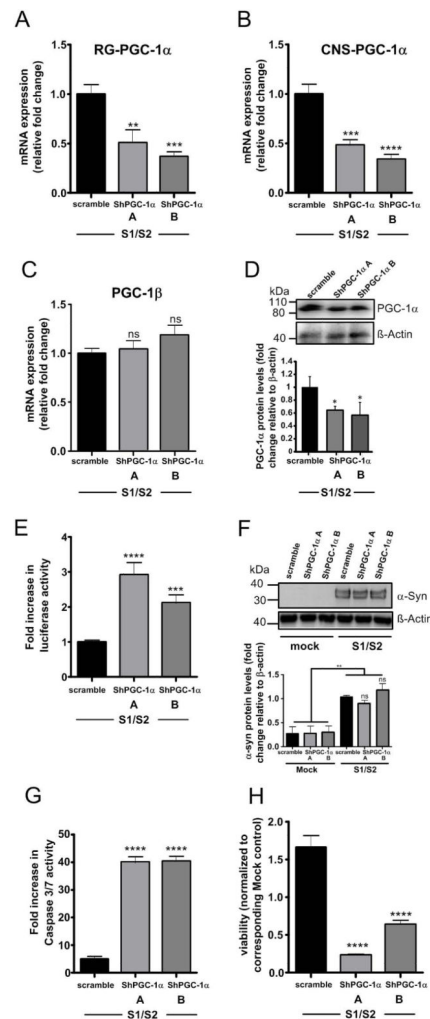 A
RG-PGC-1α
mRNA expression
(relative fold change)
1.5
1.0
0.5
0.0
**
***
scramble
ShPGC-1α ShPGC-1α
A B
S1/S2
B
CNS-PGC-1α
mRNA expression
(relative fold change)
1.5
1.0
0.5
0.0
***
****
scramble
ShPGC-1α ShPGC-1α
A B
S1/S2
C
PGC-1β
mRNA expression
(relative fold change)
1.5
1.0
0.5
0.0
ns
ns
scramble
ShPGC-1α ShPGC-1α
A B
S1/S2
D
kDa
scramble
ShPGC-1α A
ShPGC-1α B
110
80
PGC-1α
40
ß-Actin
PGC-1α protein levels (fold
change relative to β-actin)
1.4
1.2
1
0.8
0.6
0.4
0.2
0
*
*
scramble
ShPGC-1α
A B
S1/S2
E
Fold increase in
luciferase activity
4
3
2
1
0
****
***
scramble
ShPGC-1α ShPGC-1α
A B
S1/S2
F
kDa
scramble
ShPGC-1α A
ShPGC-1α B
scramble
ShPGC-1α A
ShPGC-1α B
40
30
α-Syn
40
ß-Actin
mock
S1/S2
α-syn protein levels (fold
change relative to β-actin)
1.5
1.0
0.5
0.0
**
ns
ns
scramble ShPGC-1α scramble ShPGC-1α
A B A B
Mock S1/S2
G
Fold increase in
Caspase 3/7 activity
50
40
30
20
10
0
****
****
scramble
ShPGC-1α ShPGC-1α
A B
S1/S2
H
viability (normalized to
corresponding Mock control)
2.0
1.5
1.0
0.5
0.0
****
****
scramble
ShPGC-1α ShPGC-1α
A B
S1/S2